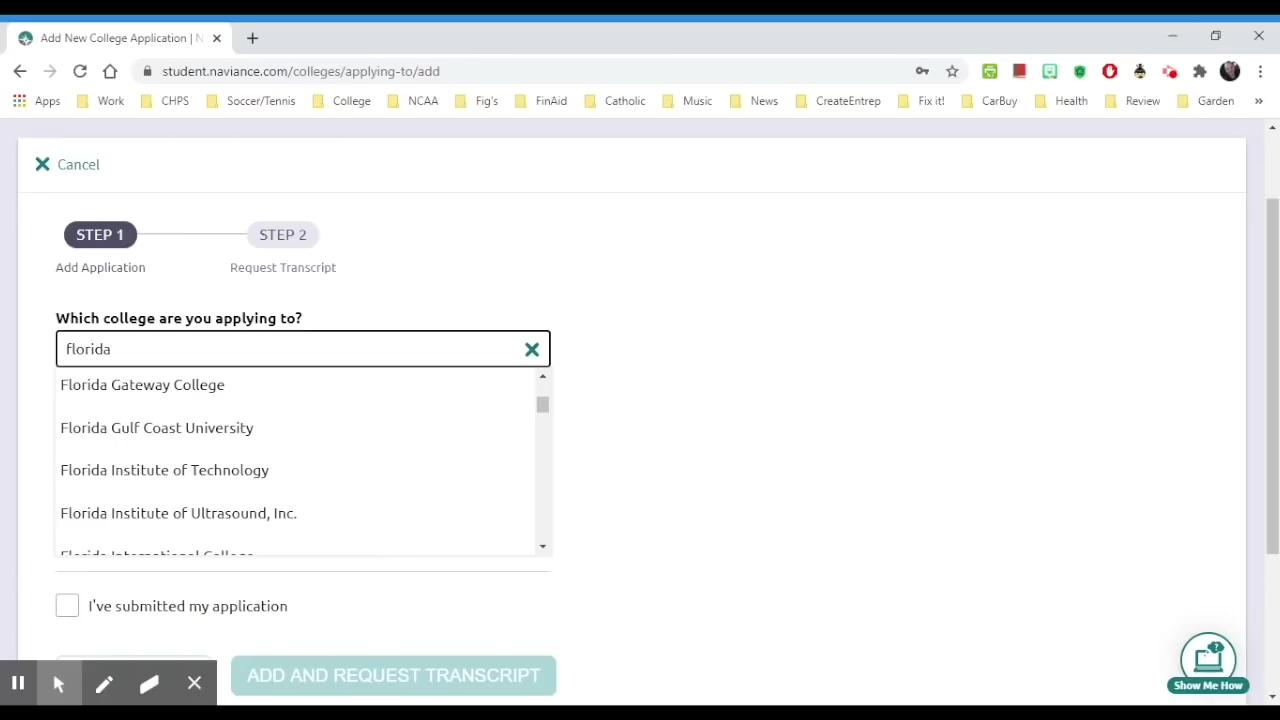 Add New College Application | N
student.naviance.com/colleges/applying-to/add
Apps Work CHPS Soccer/Tennis College NCAA Fig's FinAid Catholic Music News CreateEntrep Fix it! CarBuy Health Review Garden »
Cancel
STEP 1 STEP 2
Add Application Request Transcript
Which college are you applying to?
florida
Florida Gateway College
Florida Gulf Coast University
Florida Institute of Technology
Florida Institute of Ultrasound, Inc.
Florida International College
I've submitted my application
ADD AND REQUEST TRANSCRIPT
Show Me How